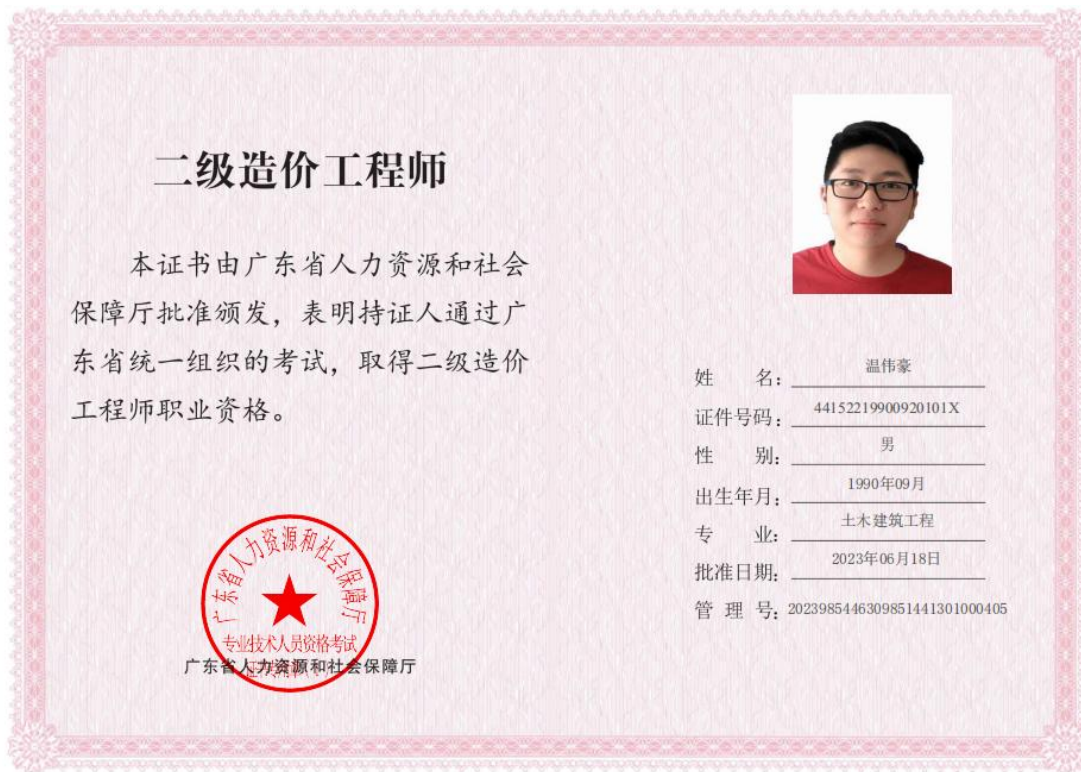 二级造价工程师
本证书由广东省人力资源和社会
保障厅批准颁发，表明持证人通过广
东省统一组织的考试，取得二级造价
工程师职业资格。
姓 名：温伟豪
证件号码：44152219900920101X
性 别：男
出生年月：1990年09月
专 业：土木建筑工程
批准日期：2023年06月18日
管 理 号：2023985446309851441301000405
广东省人力资源和社会保障厅
专业技术人员资格考试
广东省人力资源和社会保障厅